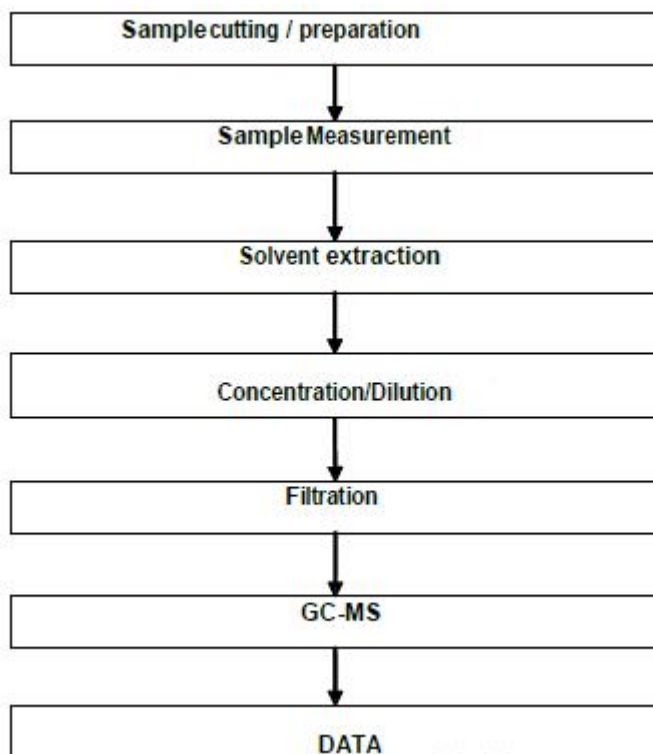 Sample cutting / preparation
Sample Measurement
Solvent extraction
Concentration/Dilution
Filtration
GC-MS
DATA